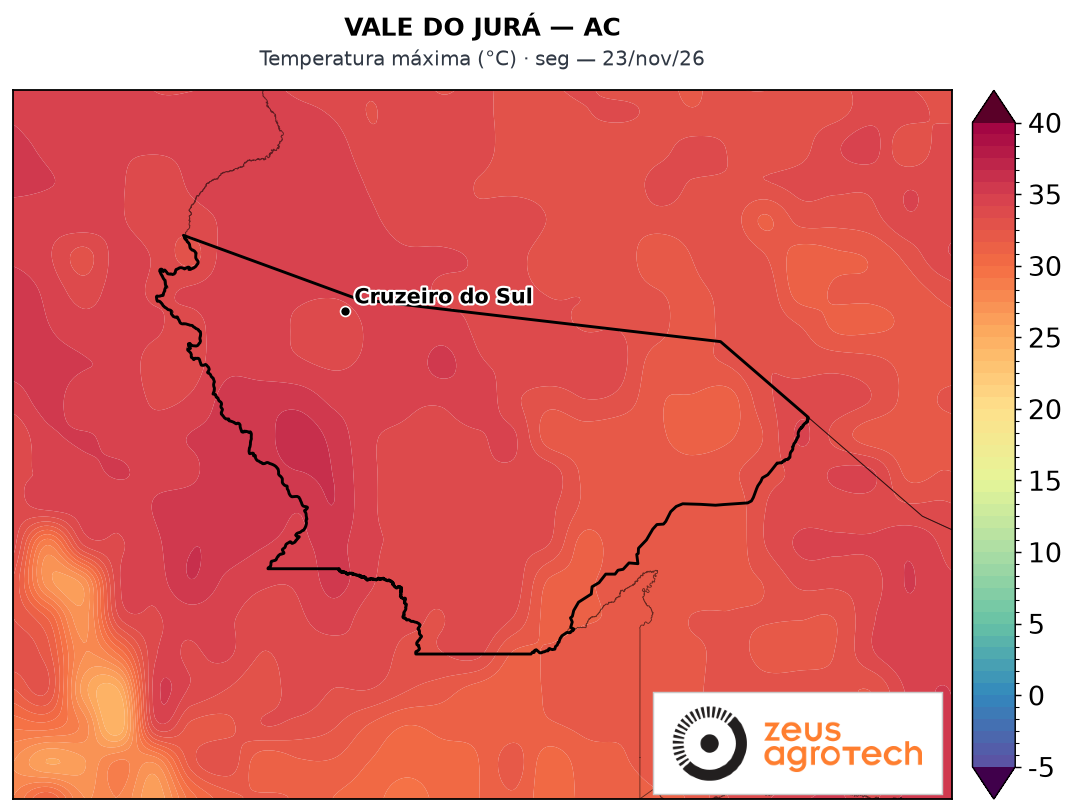 VALE DO JURÁ — AC
Temperatura máxima (°C) · seg — 23/nov/26
Cruzeiro do Sul
40
35
30
25
20
15
10
5
0
-5
zeus
agrotech